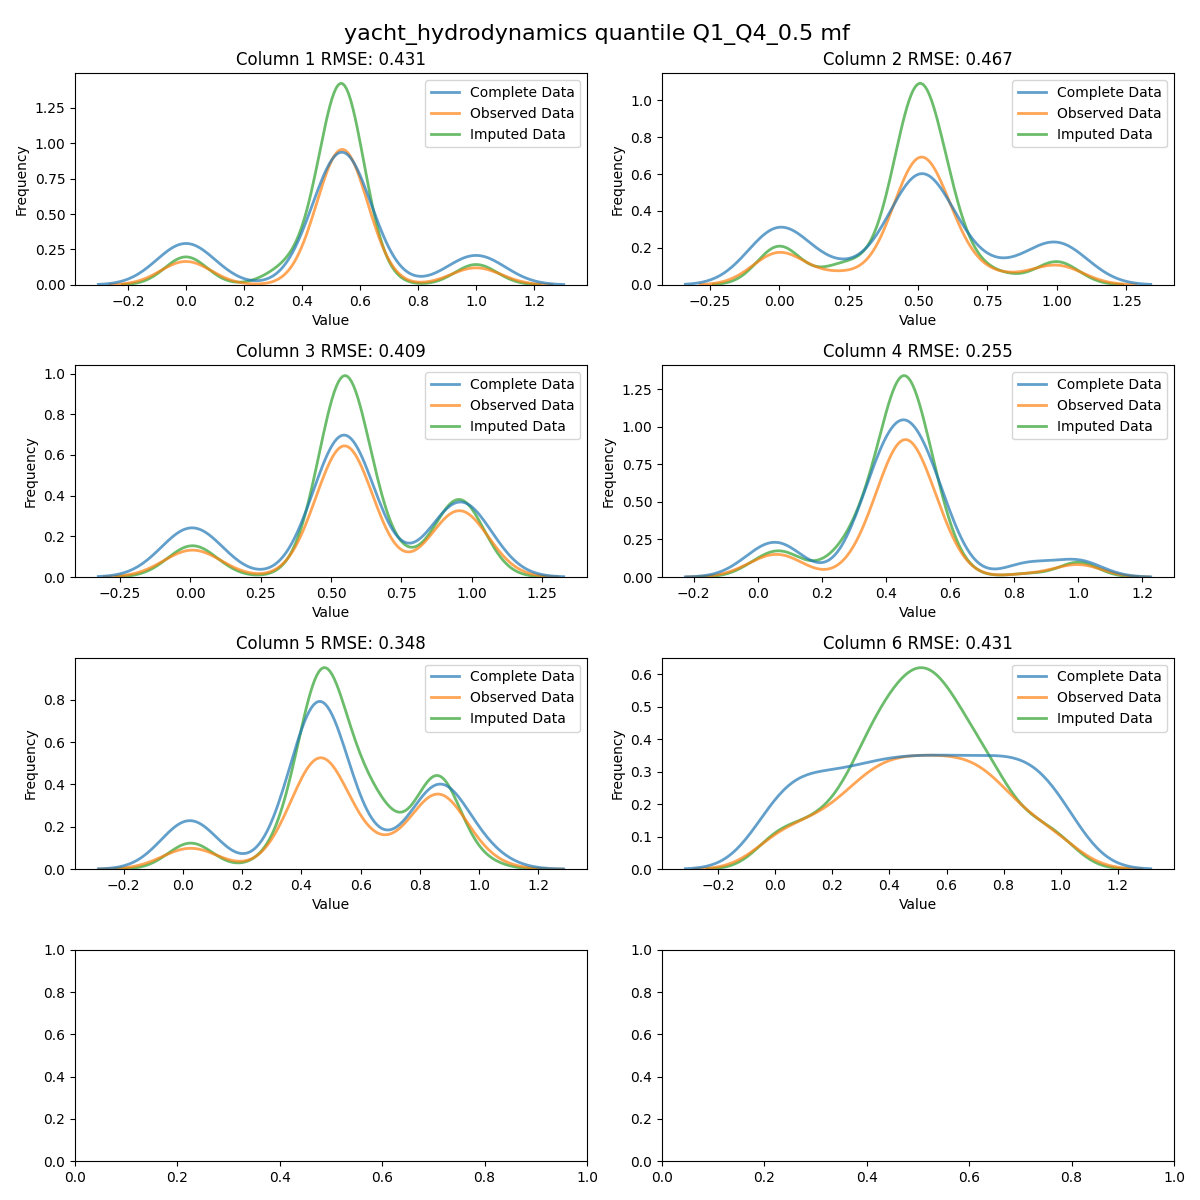 yacht_hydrodynamics quantile Q1_Q4_0.5 mf
Column 1 RMSE: 0.431
Complete Data
Observed Data
Imputed Data
Frequency
0.00
0.25
0.50
0.75
1.00
1.25
−0.2 0.0 0.2 0.4 0.6 0.8 1.0 1.2
Value
Column 2 RMSE: 0.467
Complete Data
Observed Data
Imputed Data
Frequency
0.0
0.2
0.4
0.6
0.8
1.0
−0.25 0.00 0.25 0.50 0.75 1.00 1.25
Value
Column 3 RMSE: 0.409
Complete Data
Observed Data
Imputed Data
Frequency
0.0
0.2
0.4
0.6
0.8
1.0
−0.25 0.00 0.25 0.50 0.75 1.00 1.25
Value
Column 4 RMSE: 0.255
Complete Data
Observed Data
Imputed Data
Frequency
0.00
0.25
0.50
0.75
1.00
1.25
−0.2 0.0 0.2 0.4 0.6 0.8 1.0 1.2
Value
Column 5 RMSE: 0.348
Complete Data
Observed Data
Imputed Data
Frequency
0.0
0.2
0.4
0.6
0.8
−0.2 0.0 0.2 0.4 0.6 0.8 1.0 1.2
Value
Column 6 RMSE: 0.431
Complete Data
Observed Data
Imputed Data
Frequency
0.0
0.1
0.2
0.3
0.4
0.5
0.6
−0.2 0.0 0.2 0.4 0.6 0.8 1.0 1.2
Value
1.0
0.8
0.6
0.4
0.2
0.0
0.0 0.2 0.4 0.6 0.8 1.0
1.0
0.8
0.6
0.4
0.2
0.0
0.0 0.2 0.4 0.6 0.8 1.0